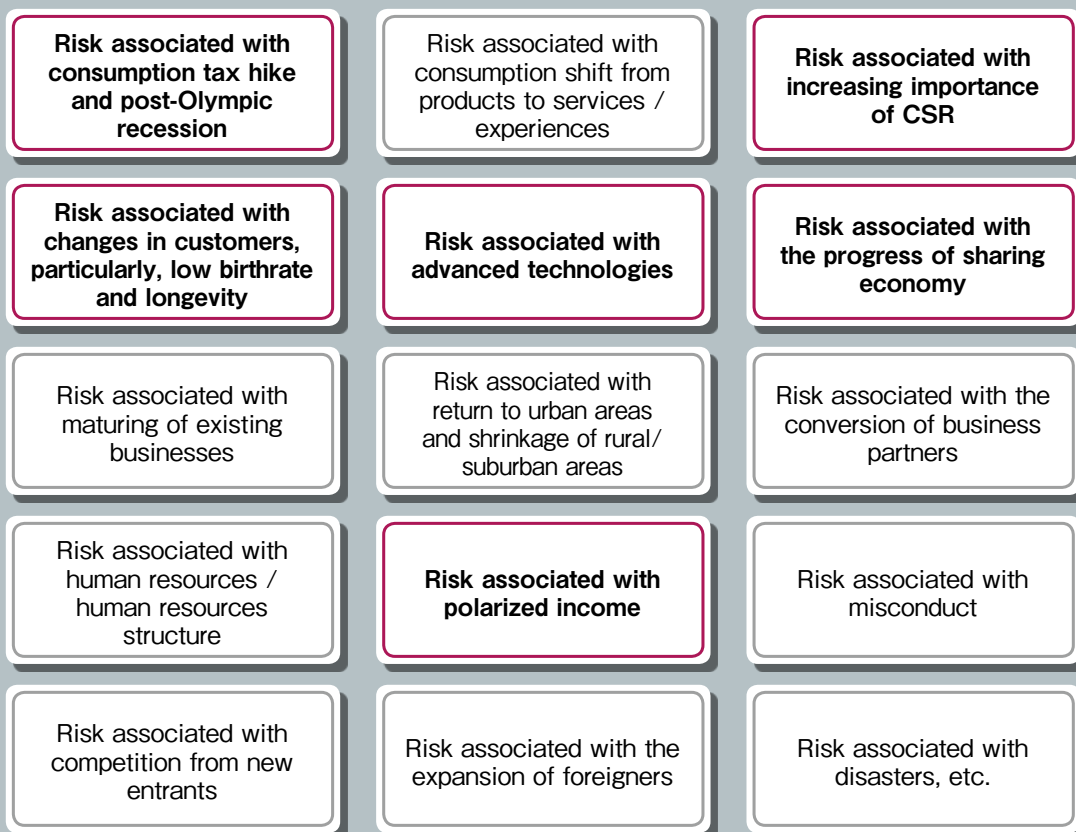 Risk associated with
consumption tax hike
and post-Olympic
recession
Risk associated with
consumption shift from
products to services /
experiences
Risk associated with
increasing importance
of CSR
Risk associated with
changes in customers,
particularly, low birthrate
and longevity
Risk associated with
advanced technologies
Risk associated with
the progress of sharing
economy
Risk associated with
maturing of existing
businesses
Risk associated with
return to urban areas
and shrinkage of rural/
suburban areas
Risk associated with the
conversion of business
partners
Risk associated with
human resources /
human resources
structure
Risk associated with
polarized income
Risk associated with
misconduct
Risk associated with
competition from new
entrants
Risk associated with the
expansion of foreigners
Risk associated with
disasters, etc.